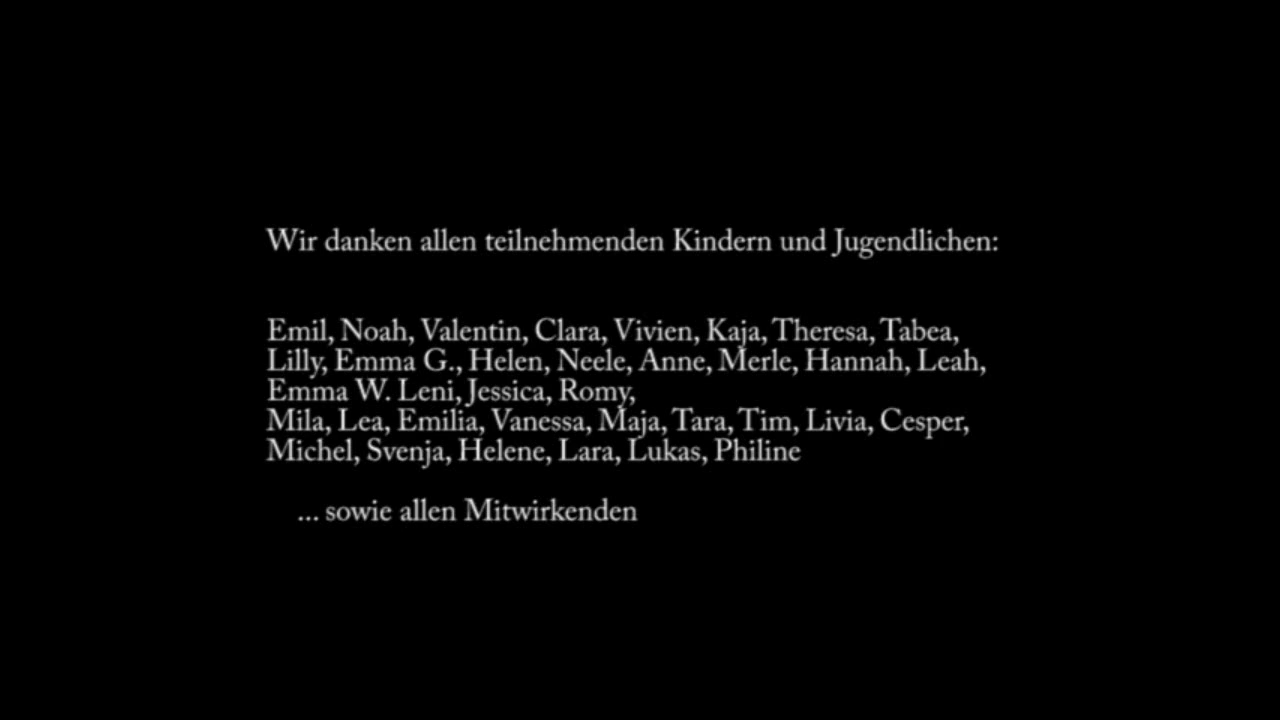 Wir danken allen teilnehmenden Kindern und Jugendlichen:
Emil, Noah, Valentin, Clara, Vivien, Kaja, Theresa, Tabea,
Lilly, Emma G., Helen, Neele, Anne, Merle, Hannah, Leah,
Emma W. Leni, Jessica, Romy,
Mila, Lea, Emilia, Vanessa, Maja, Tara, Tim, Livia, Cesper,
Michel, Svenja, Helene, Lara, Lukas, Philine
... sowie allen Mitwirkenden